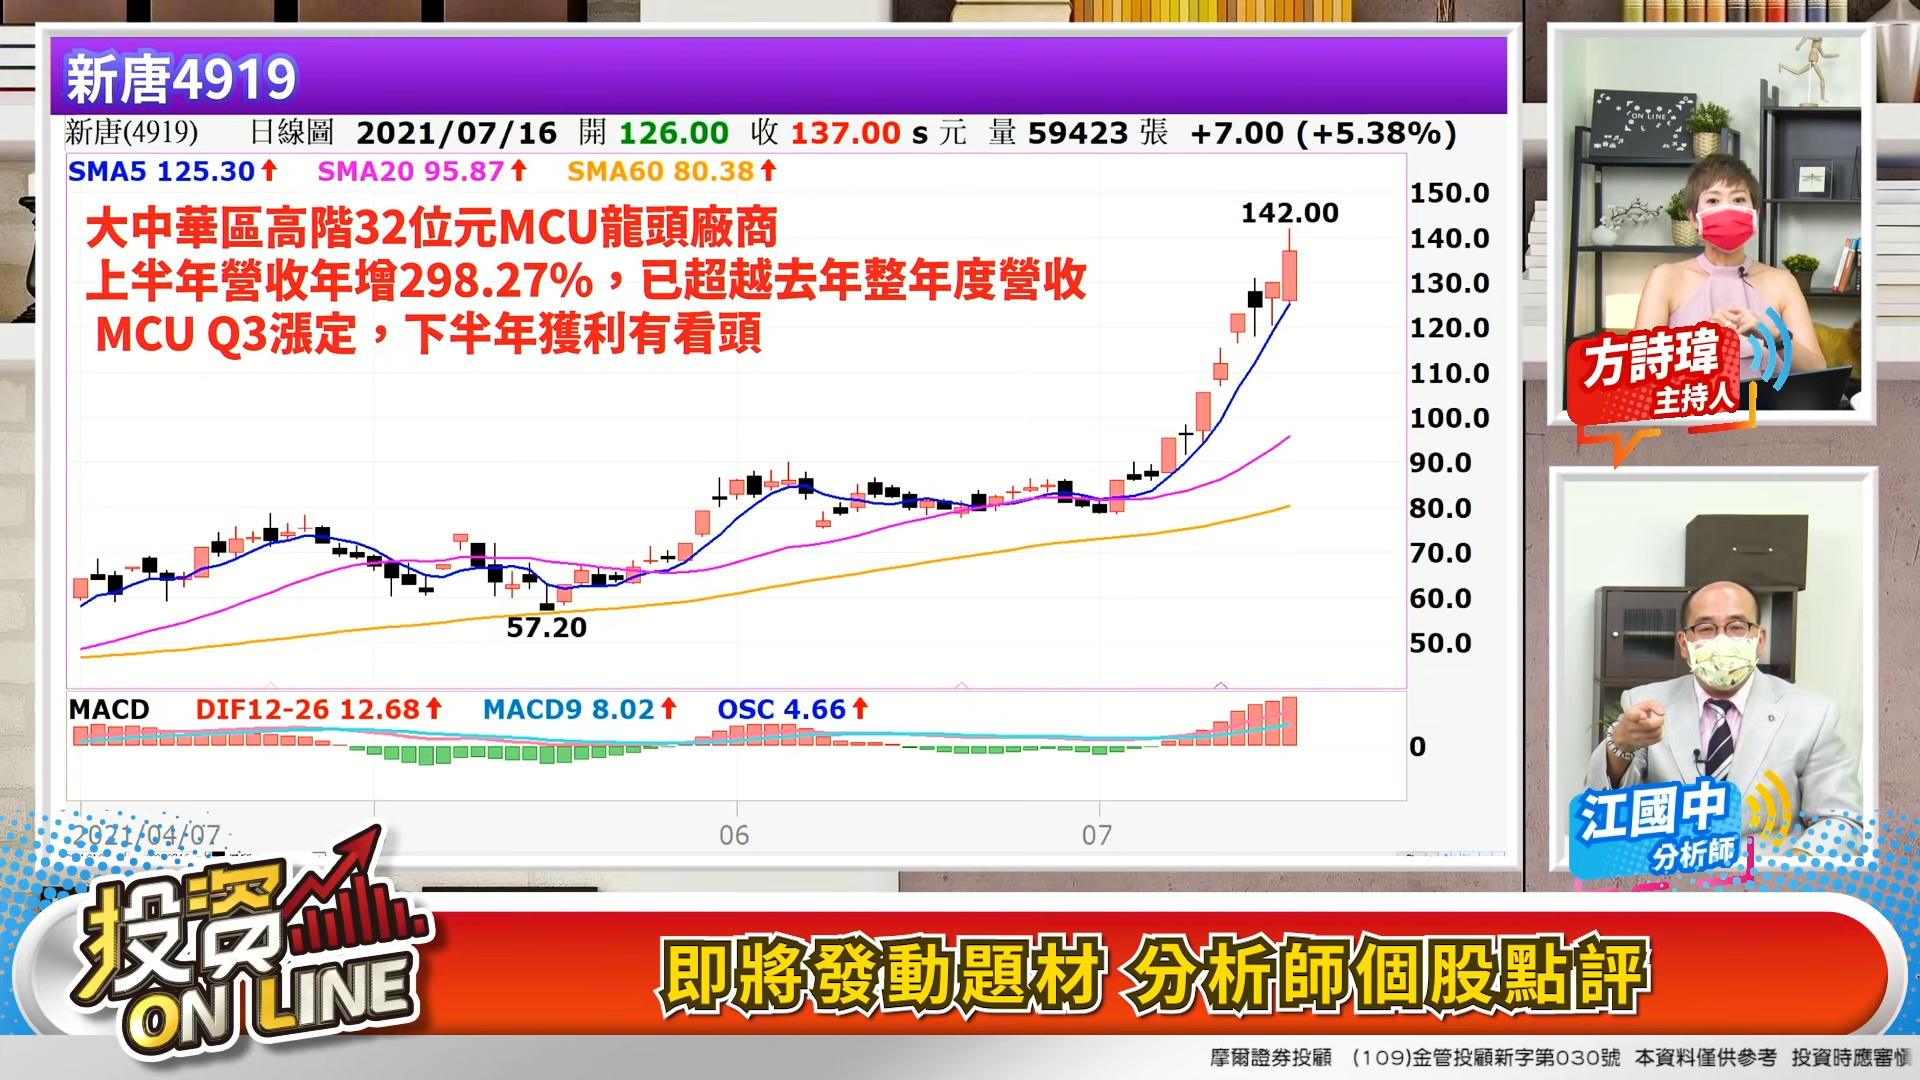 新唐4919
新唐(4919) 日線圖 2021/07/16 開 126.00 收 137.00 s 元 量 59423 張 +7.00 (+5.38%)
SMA5 125.30↑ SMA20 95.87↑ SMA60 80.38↑
大中華區高階32位元MCU龍頭廠商
上半年營收年增298.27%，已超越去年整年度營收
MCU Q3漲定，下半年獲利有看頭
142.00
57.20
150.0
140.0
130.0
120.0
110.0
100.0
90.0
80.0
70.0
60.0
50.0
MACD DIF12-26 12.68↑ MACD9 8.02↑ OSC 4.66↑
0
2021/04/07 06 07
ON LINE
方詩瑋
主持人
江國中
分析師
投資
ON LINE
即將發動題材 分析師個股點評
摩爾證券投顧 (109)金管投顧新字第030號 本資料僅供參考 投資時應審慎